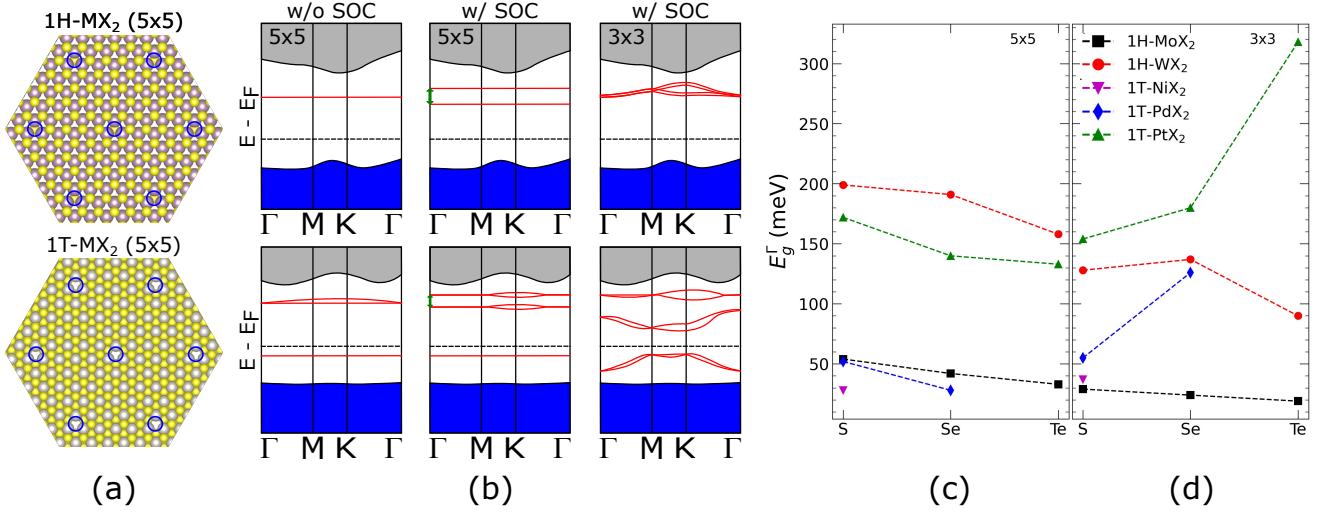 1H-MX₂ (5x5)
1T-MX₂ (5x5)
(a)
w/o SOC
w/ SOC
w/ SOC
5x5
5x5
3x3
E - EF
Γ M K Γ
Γ M K Γ
Γ M K Γ
E - EF
Γ M K Γ
Γ M K Γ
Γ M K Γ
(b)
E_g^Γ (meV)
300
250
200
150
100
50
5x5
S
Se
Te
(c)
1H-MoX₂
1H-WX₂
1T-NiX₂
1T-PdX₂
1T-PtX₂
3x3
S
Se
Te
(d)